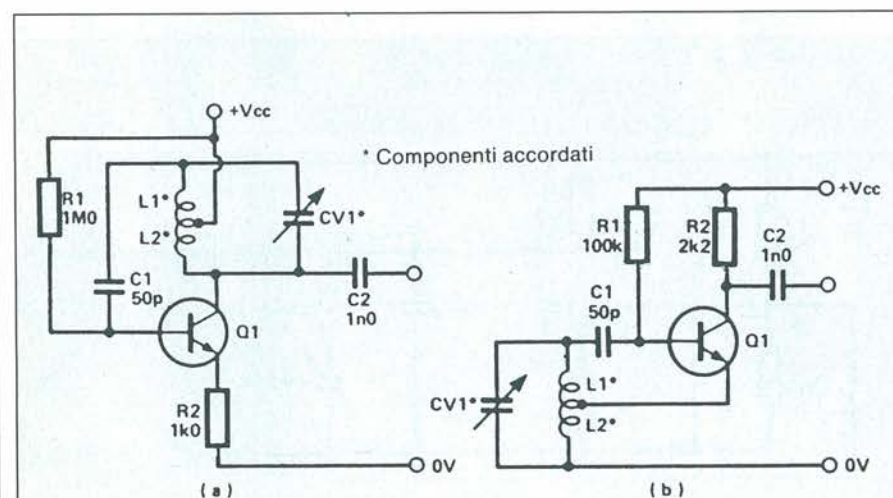 +Vcc
* Componenti accordati
R1
1M0
L1*
L2*
CV1*
C1
50p
Q1
C2
1n0
R2
1k0
0V
(a)
+Vcc
R1
100k
R2
2k2
C2
1n0
C1
50p
Q1
CV1*
L1*
L2*
0V
(b)